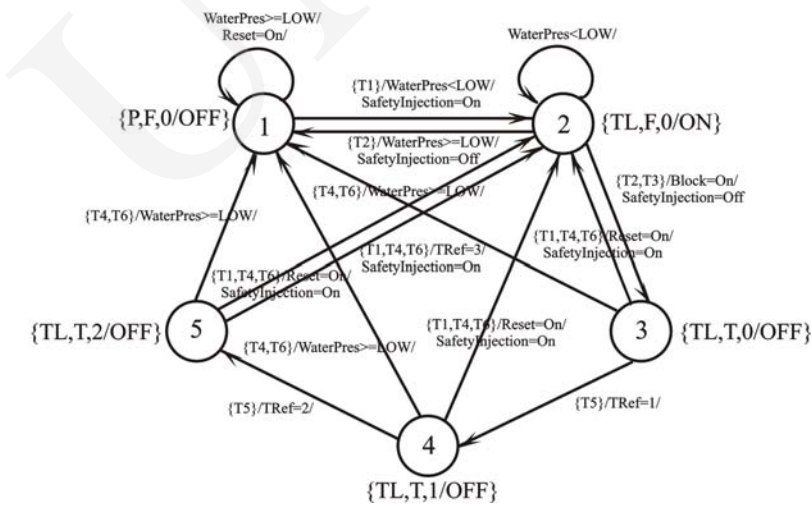 WaterPres>=LOW/
Reset=On/
WaterPres<LOW/
{T1}/WaterPres<LOW/
SafetyInjection=On
{P,F,0/OFF}
1
2
{TL,F,0/ON}
{T2}/WaterPres>=LOW/
SafetyInjection=Off
{T2,T3}/Block=On/
SafetyInjection=Off
{T4,T6}/WaterPres>=LOW/
{T4,T6}/WaterPres>=LOW/
{T1,T4,T6}/Reset=On/
SafetyInjection=On
{T1,T4,T6}/TRef=3/
SafetyInjection=On
{T1,T4,T6}/Reset=On/
SafetyInjection=On
{TL,T,2/OFF}
5
3
{TL,T,0/OFF}
{T1,T4,T6}/Reset=On/
SafetyInjection=On
{T4,T6}/WaterPres>=LOW/
{T5}/TRef=2/
{T5}/TRef=1/
4
{TL,T,1/OFF}